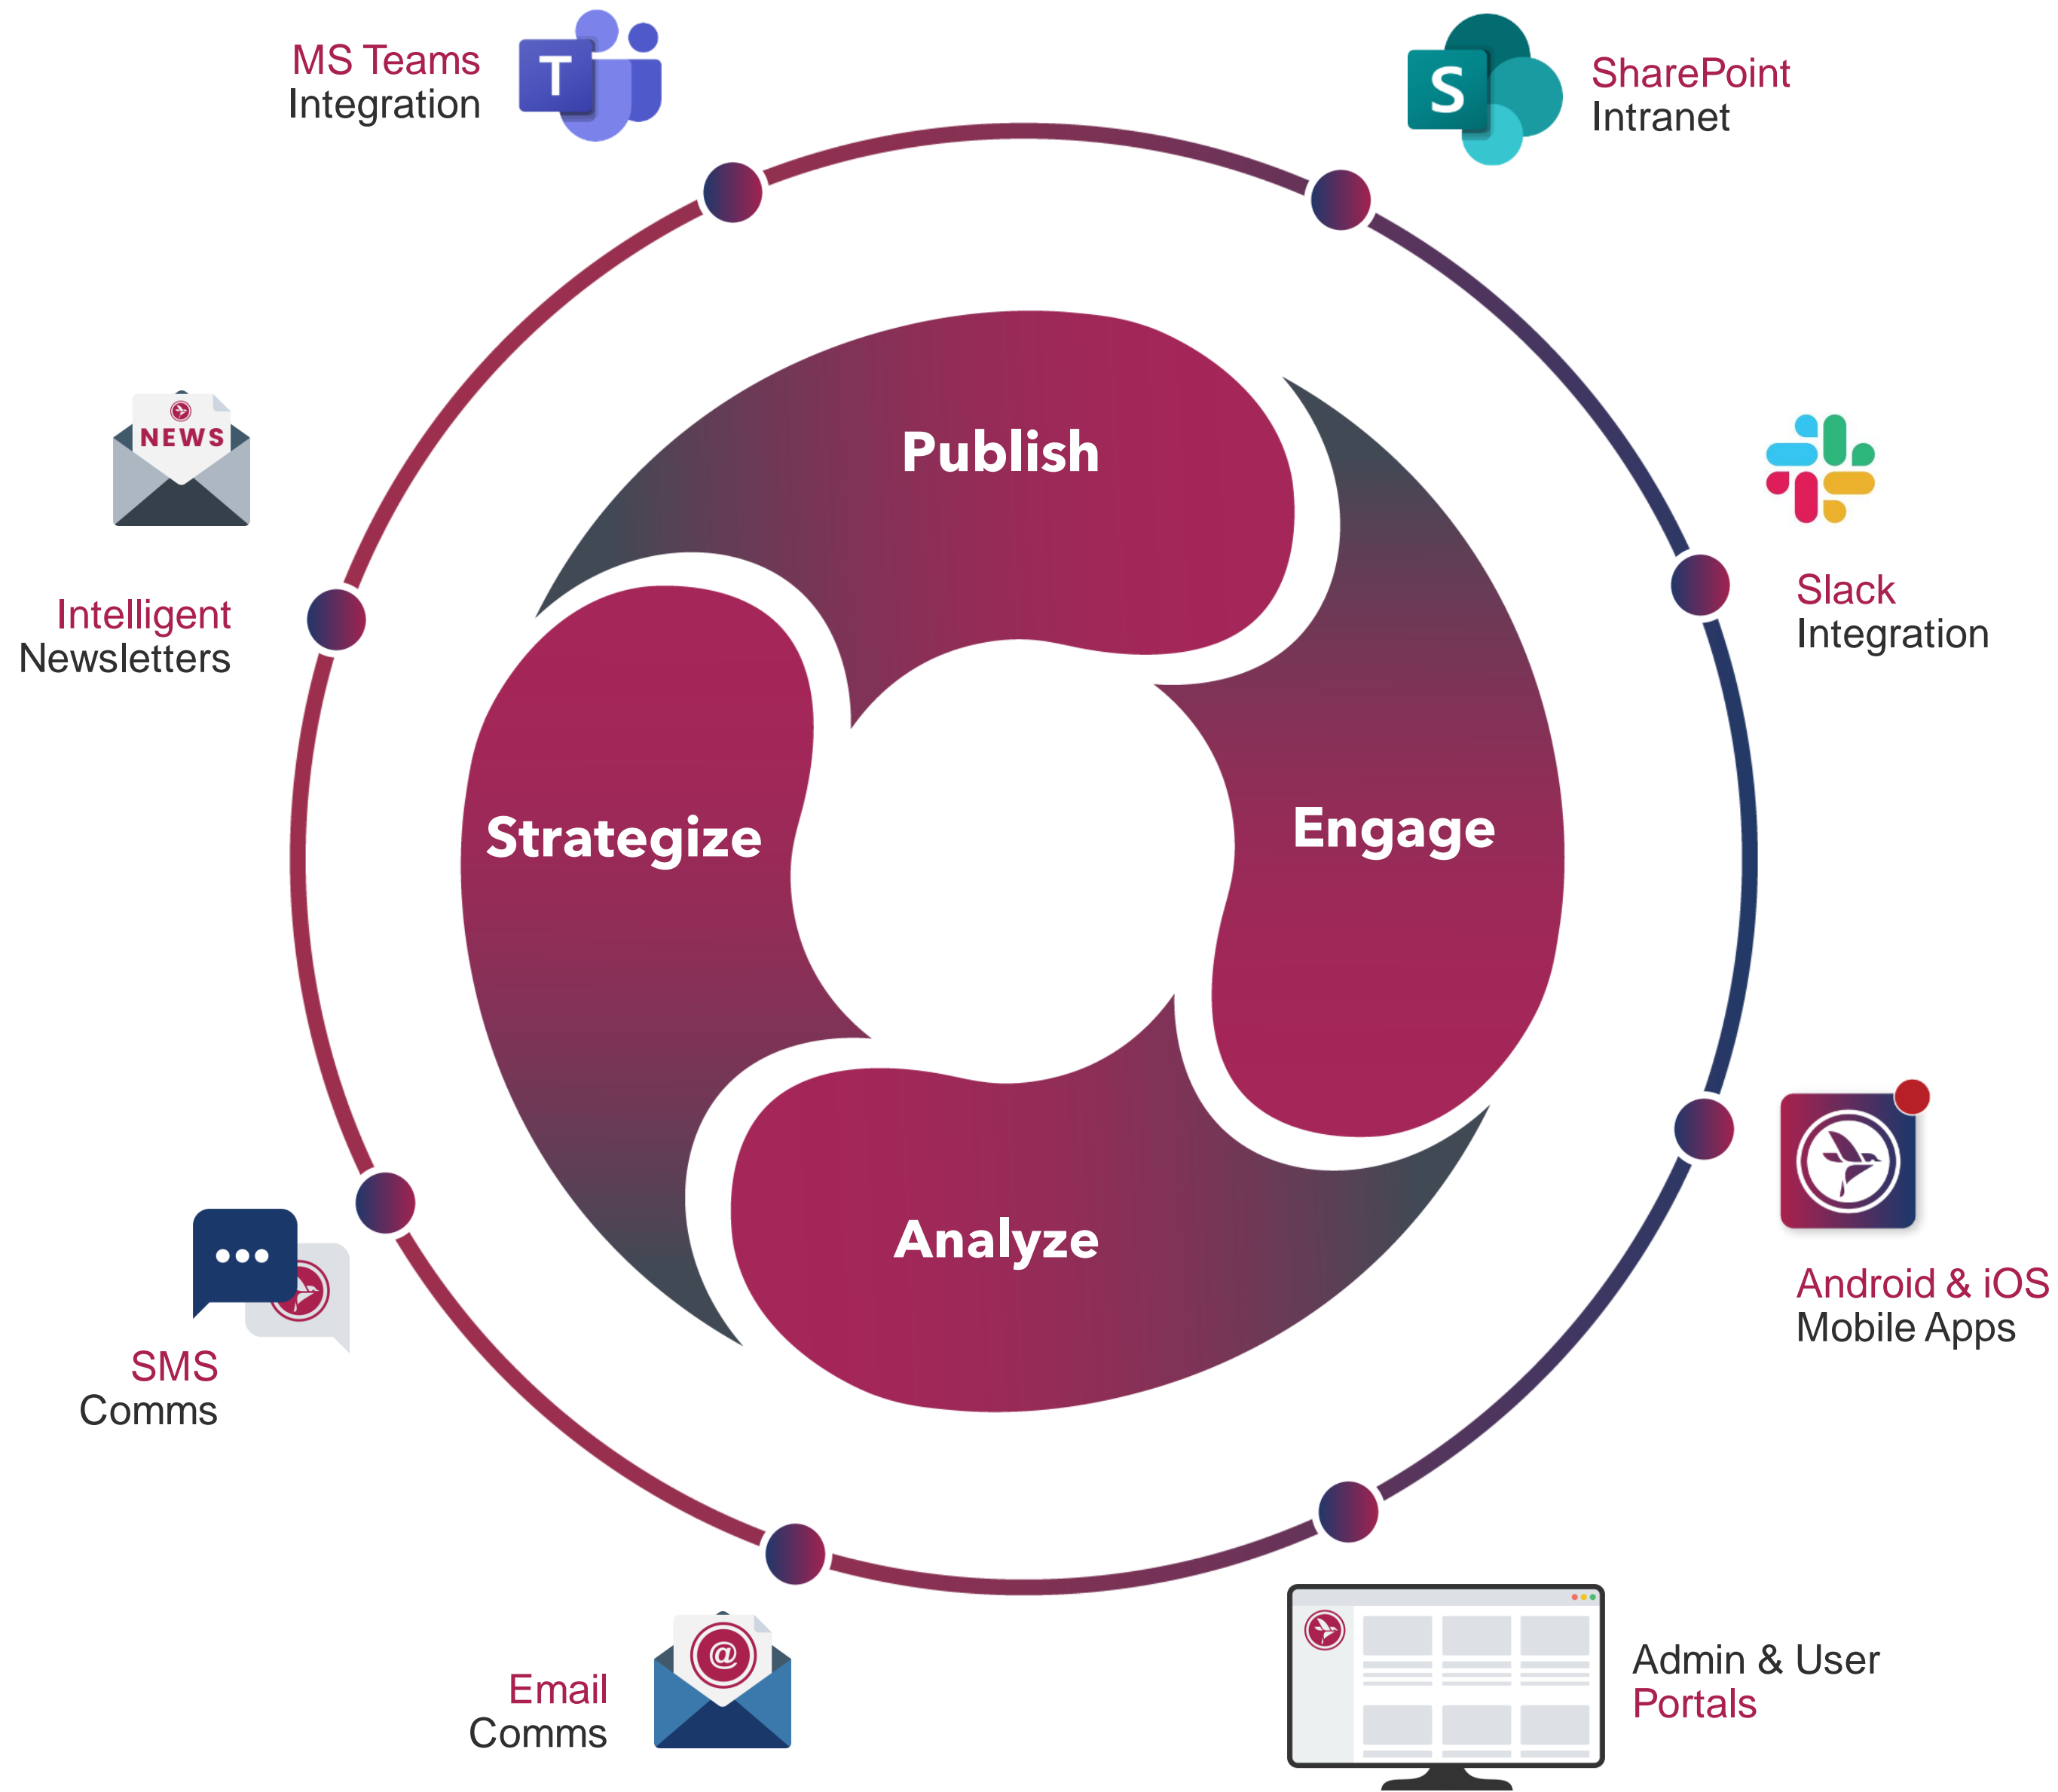 MS Teams
Integration
T
S
SharePoint
Intranet
NEWS
Intelligent
Newsletters
Publish
Slack
Integration
Strategize
Engage
Analyze
Android & iOS
Mobile Apps
SMS
Comms
@
Email
Comms
Admin & User
Portals